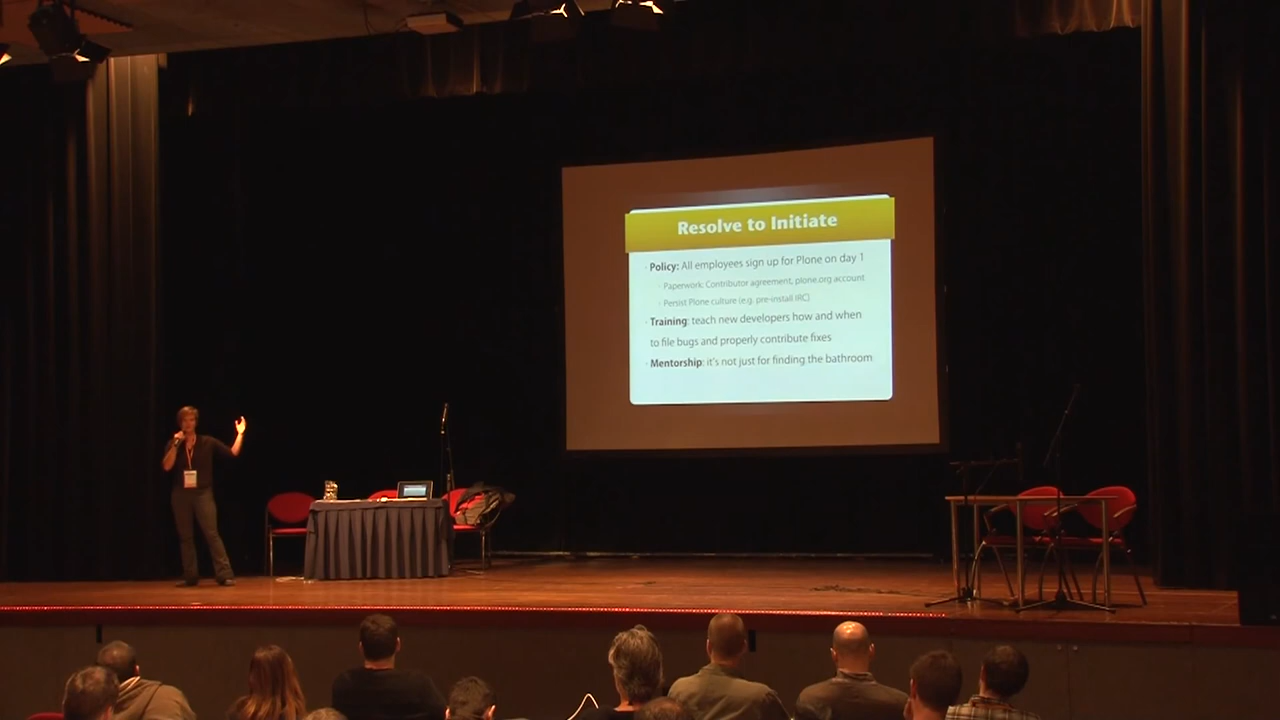 Resolve to Initiate
Policy: All employees sign up for Plone on day 1
Paperwork: Contributor agreement, plone.org account
Persist Plone culture (e.g. pre-install IRC)
Training: teach new developers how and when
to file bugs and properly contribute fixes
Mentorship: it's not just for finding the bathroom